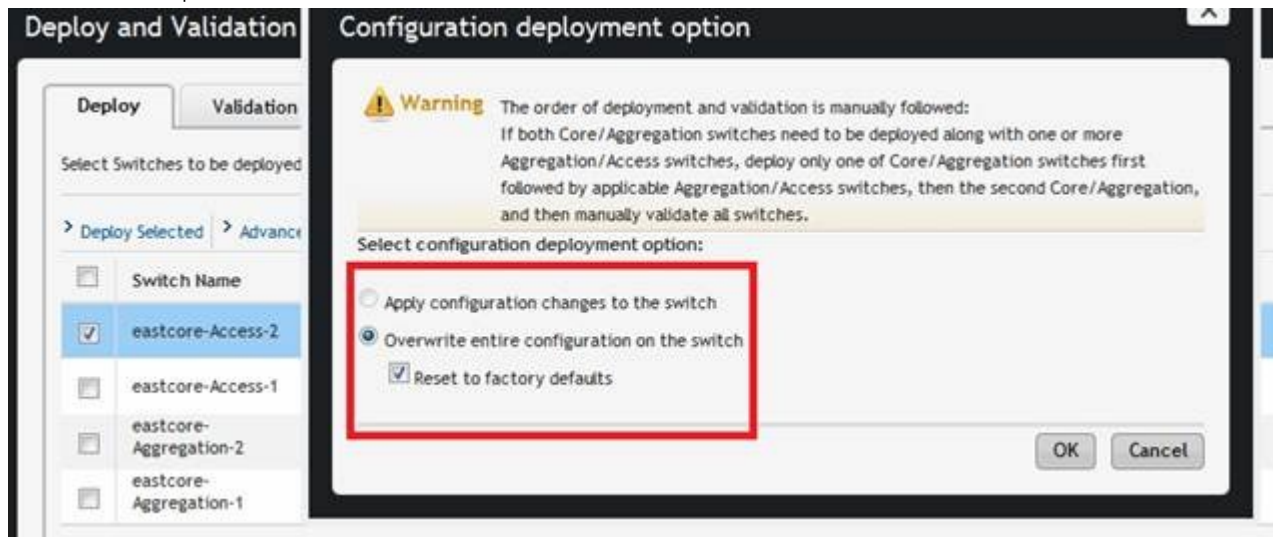 Deploy and Validation
Configuration deployment option
Deploy
Validation
Select Switches to be deployed
> Deploy Selected
> Advance
Switch Name
eastcore-Access-2
eastcore-Access-1
eastcore-
Aggregation-2
eastcore-
Aggregation-1
Warning
The order of deployment and validation is manually followed:
If both Core/Aggregation switches need to be deployed along with one or more
Aggregation/Access switches, deploy only one of Core/Aggregation switches first
followed by applicable Aggregation/Access switches, then the second Core/Aggregation,
and then manually validate all switches.
Select configuration deployment option:
Apply configuration changes to the switch
Overwrite entire configuration on the switch
Reset to factory defaults
OK
Cancel